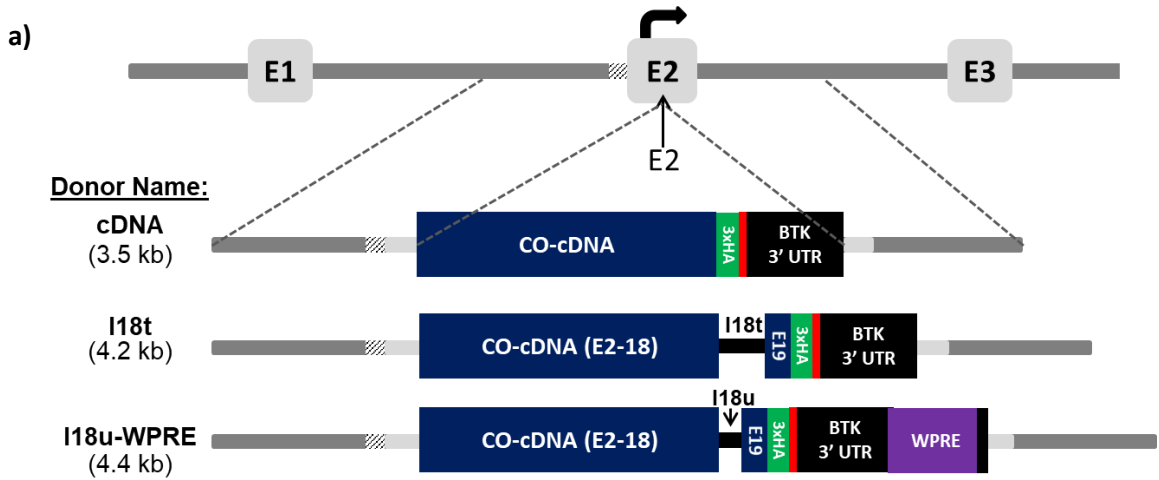 a)
E1
E2
E3
E2
Donor Name:
cDNA
(3.5 kb)
CO-cDNA
3xHA
BTK
3’ UTR
I18t
(4.2 kb)
CO-cDNA (E2-18)
I18t
E19
3xHA
BTK
3’ UTR
I18u-WPRE
(4.4 kb)
CO-cDNA (E2-18)
I18u
E19
3xHA
BTK
3’ UTR
WPRE